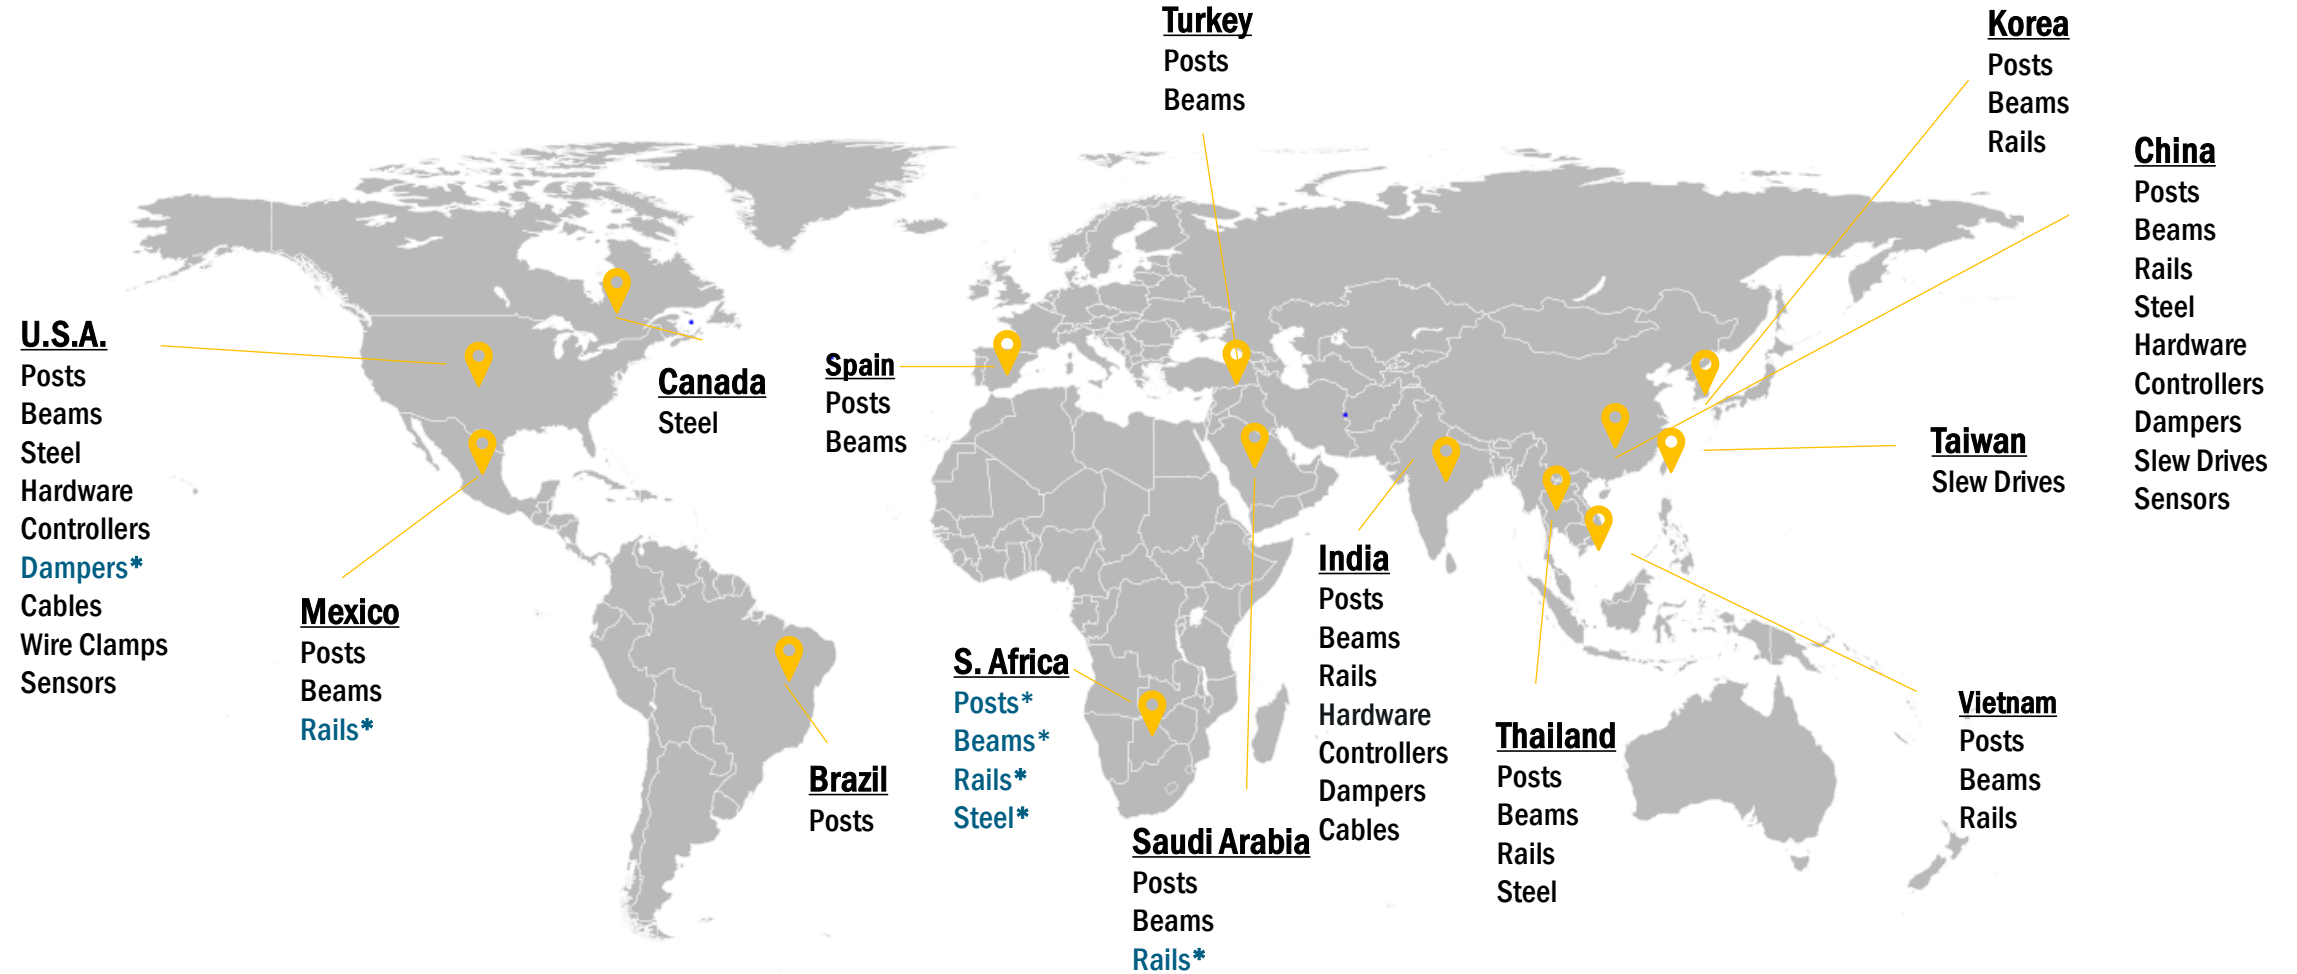 Turkey
Posts
Beams
Korea
Posts
Beams
Rails
China
Posts
Beams
Rails
Steel
Hardware
Controllers
Dampers
Slew Drives
Sensors
U.S.A.
Posts
Beams
Steel
Hardware
Controllers
Dampers*
Cables
Wire Clamps
Sensors
Canada
Steel
Spain
Posts
Beams
Taiwan
Slew Drives
Mexico
Posts
Beams
Rails*
Brazil
Posts
S. Africa
Posts*
Beams*
Rails*
Steel*
Saudi Arabia
Posts
Beams
Rails*
India
Posts
Beams
Rails
Hardware
Controllers
Dampers
Cables
Thailand
Posts
Beams
Rails
Steel
Vietnam
Posts
Beams
Rails